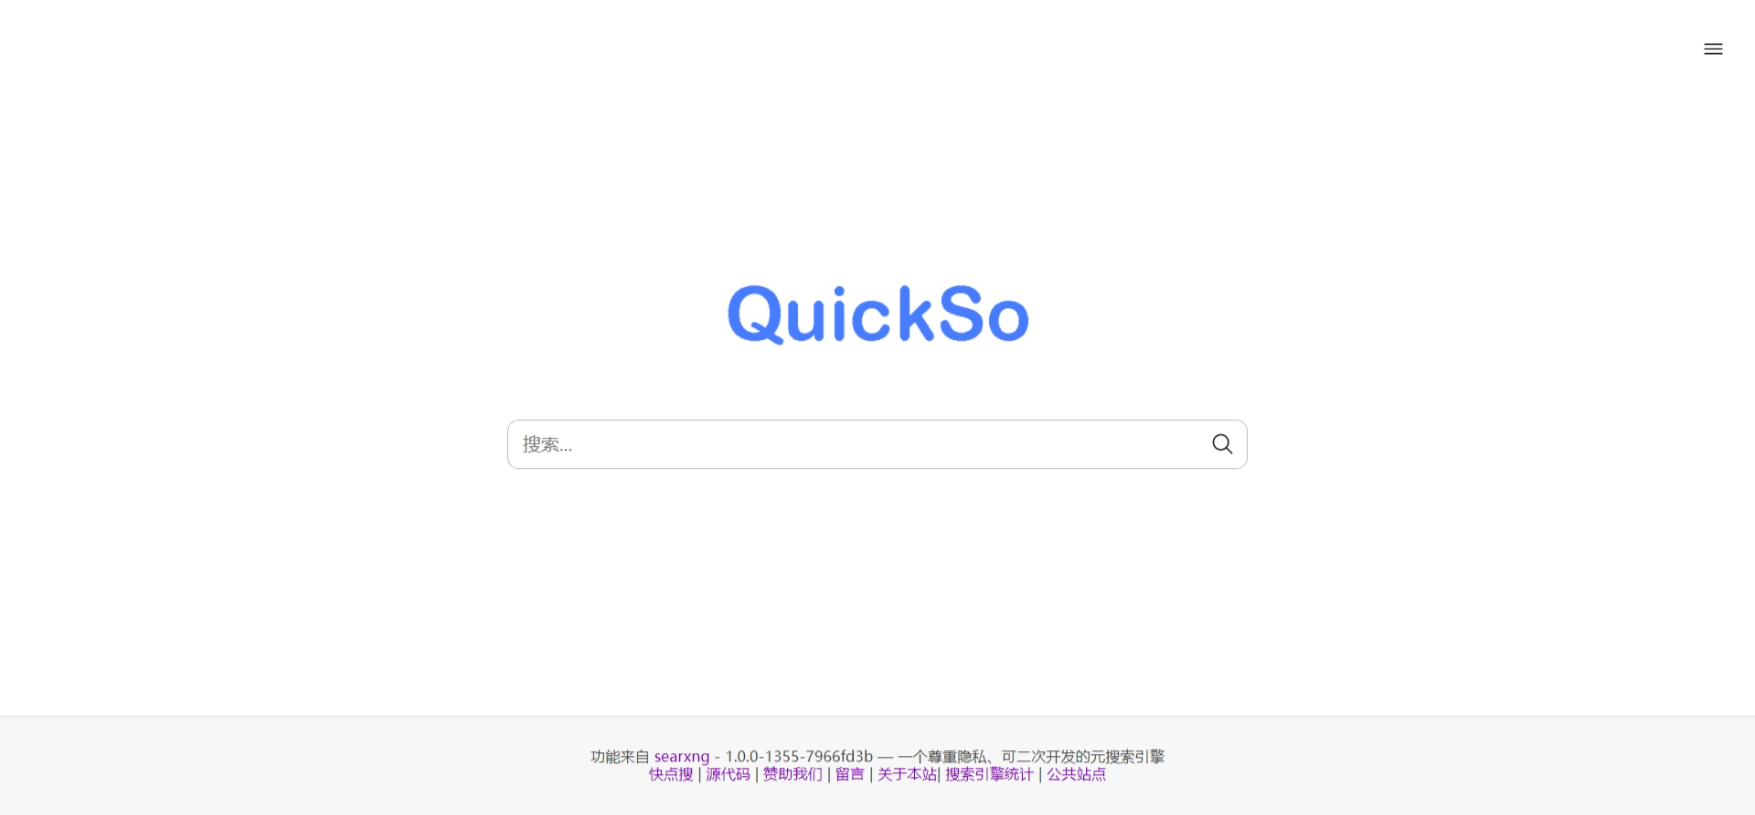 QuickSo
搜索...
功能来自 searxng - 1.0.0-1355-7966fd3b — 一个尊重隐私、可二次开发的元搜索引擎
快点搜 | 源代码 | 赞助我们 | 留言 | 关于本站| 搜索引擎统计 | 公共站点